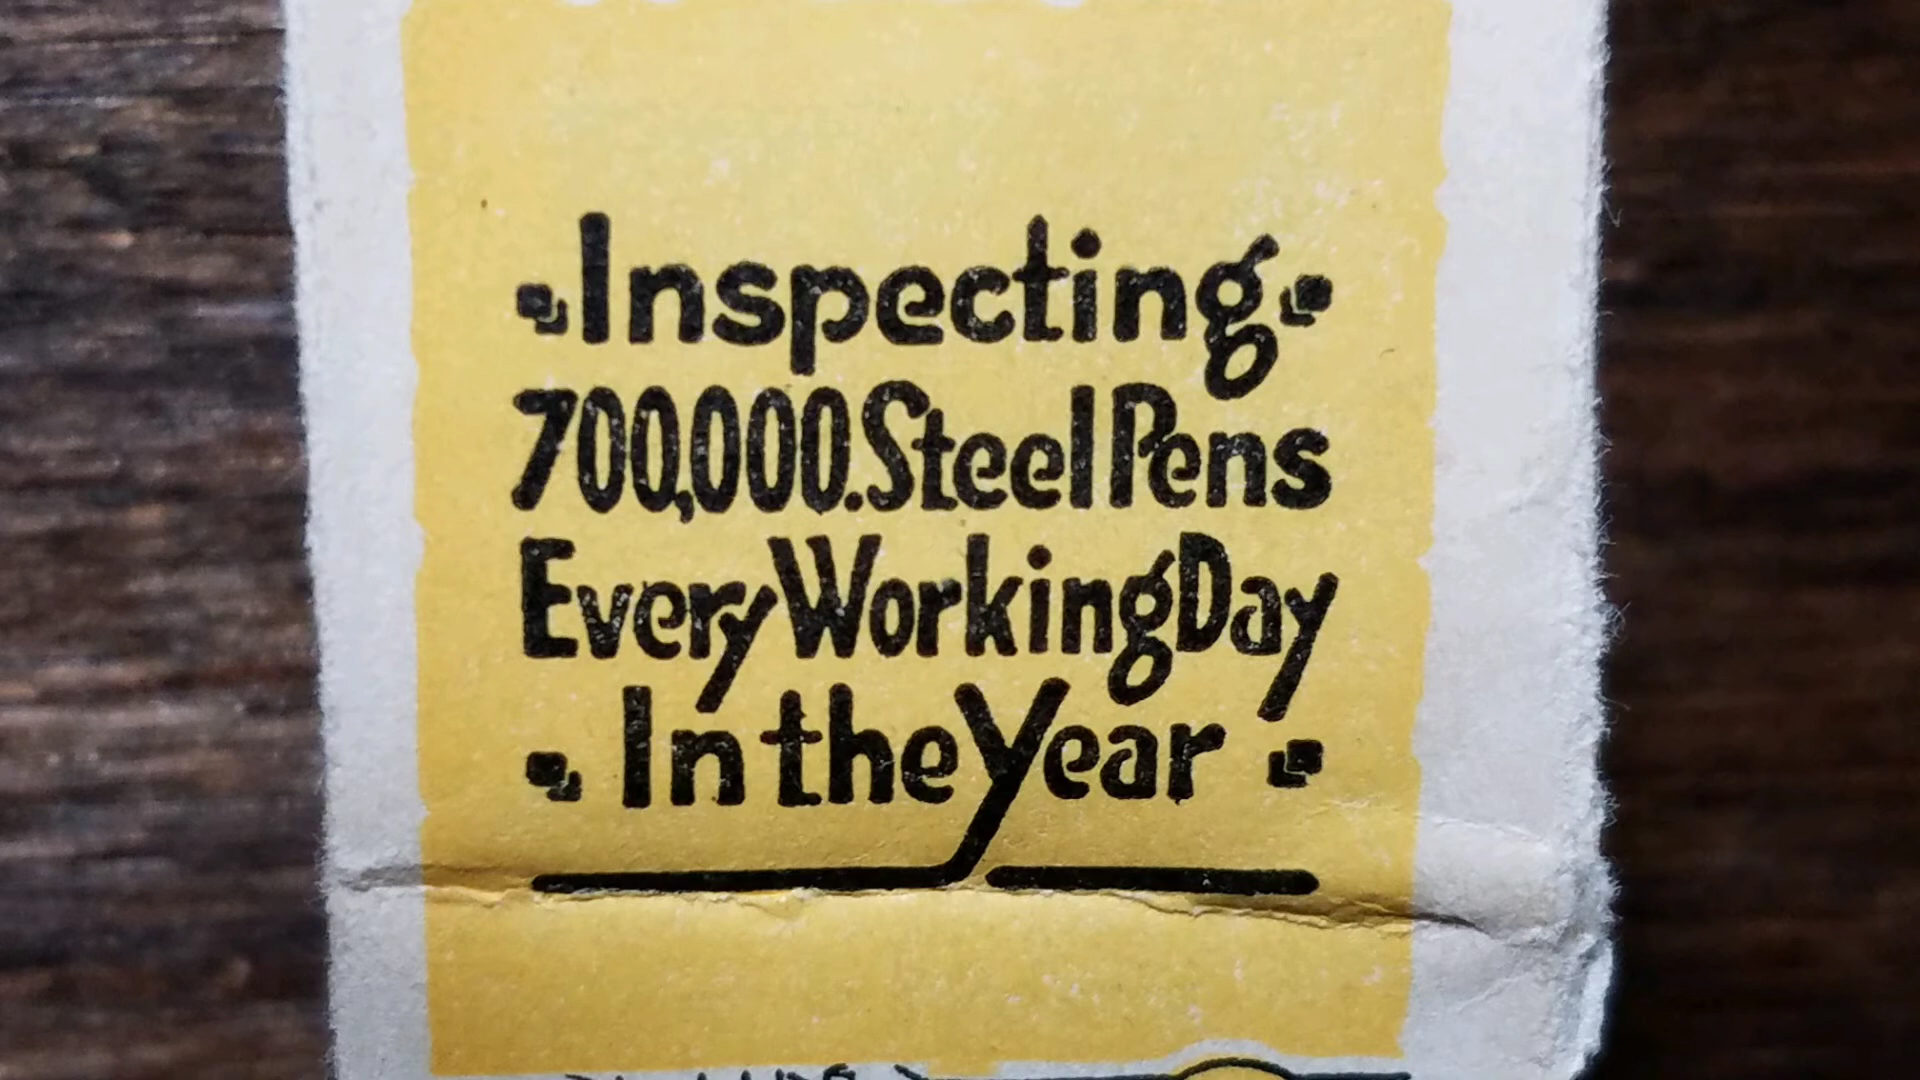 Inspecting
700,000. Steel Pens
Every Working Day
In the Year